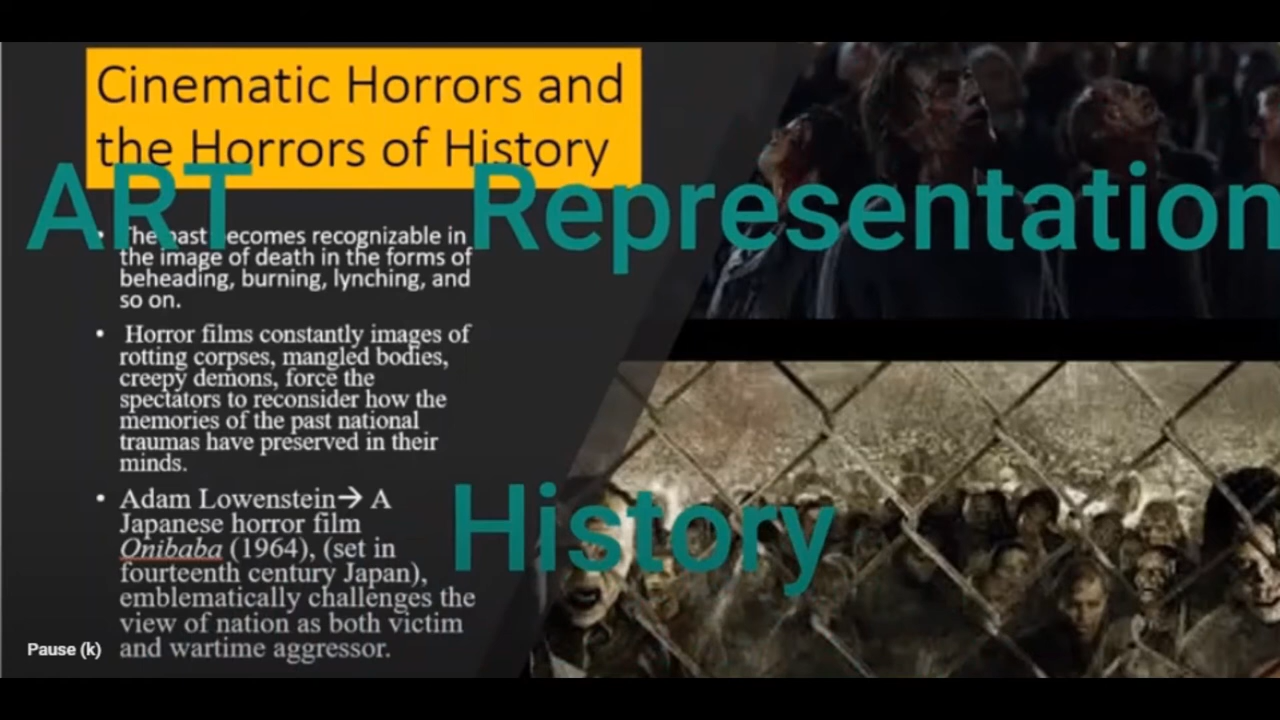 Cinematic Horrors and
the Horrors of History
ART Representation
• The past becomes recognizable in
the image of death in the forms of
beheading, burning, lynching, and
so on.
• Horror films constantly images of
rotting corpses, mangled bodies,
creepy demons, force the
spectators to reconsider how the
memories of the past national
traumas have preserved in their
minds.
• Adam Lowenstein→ A
Japanese horror film
Onibaba (1964), (set in
fourteenth century Japan),
emblematically challenges the
view of nation as both victim
and wartime aggressor.
History
Pause (k)